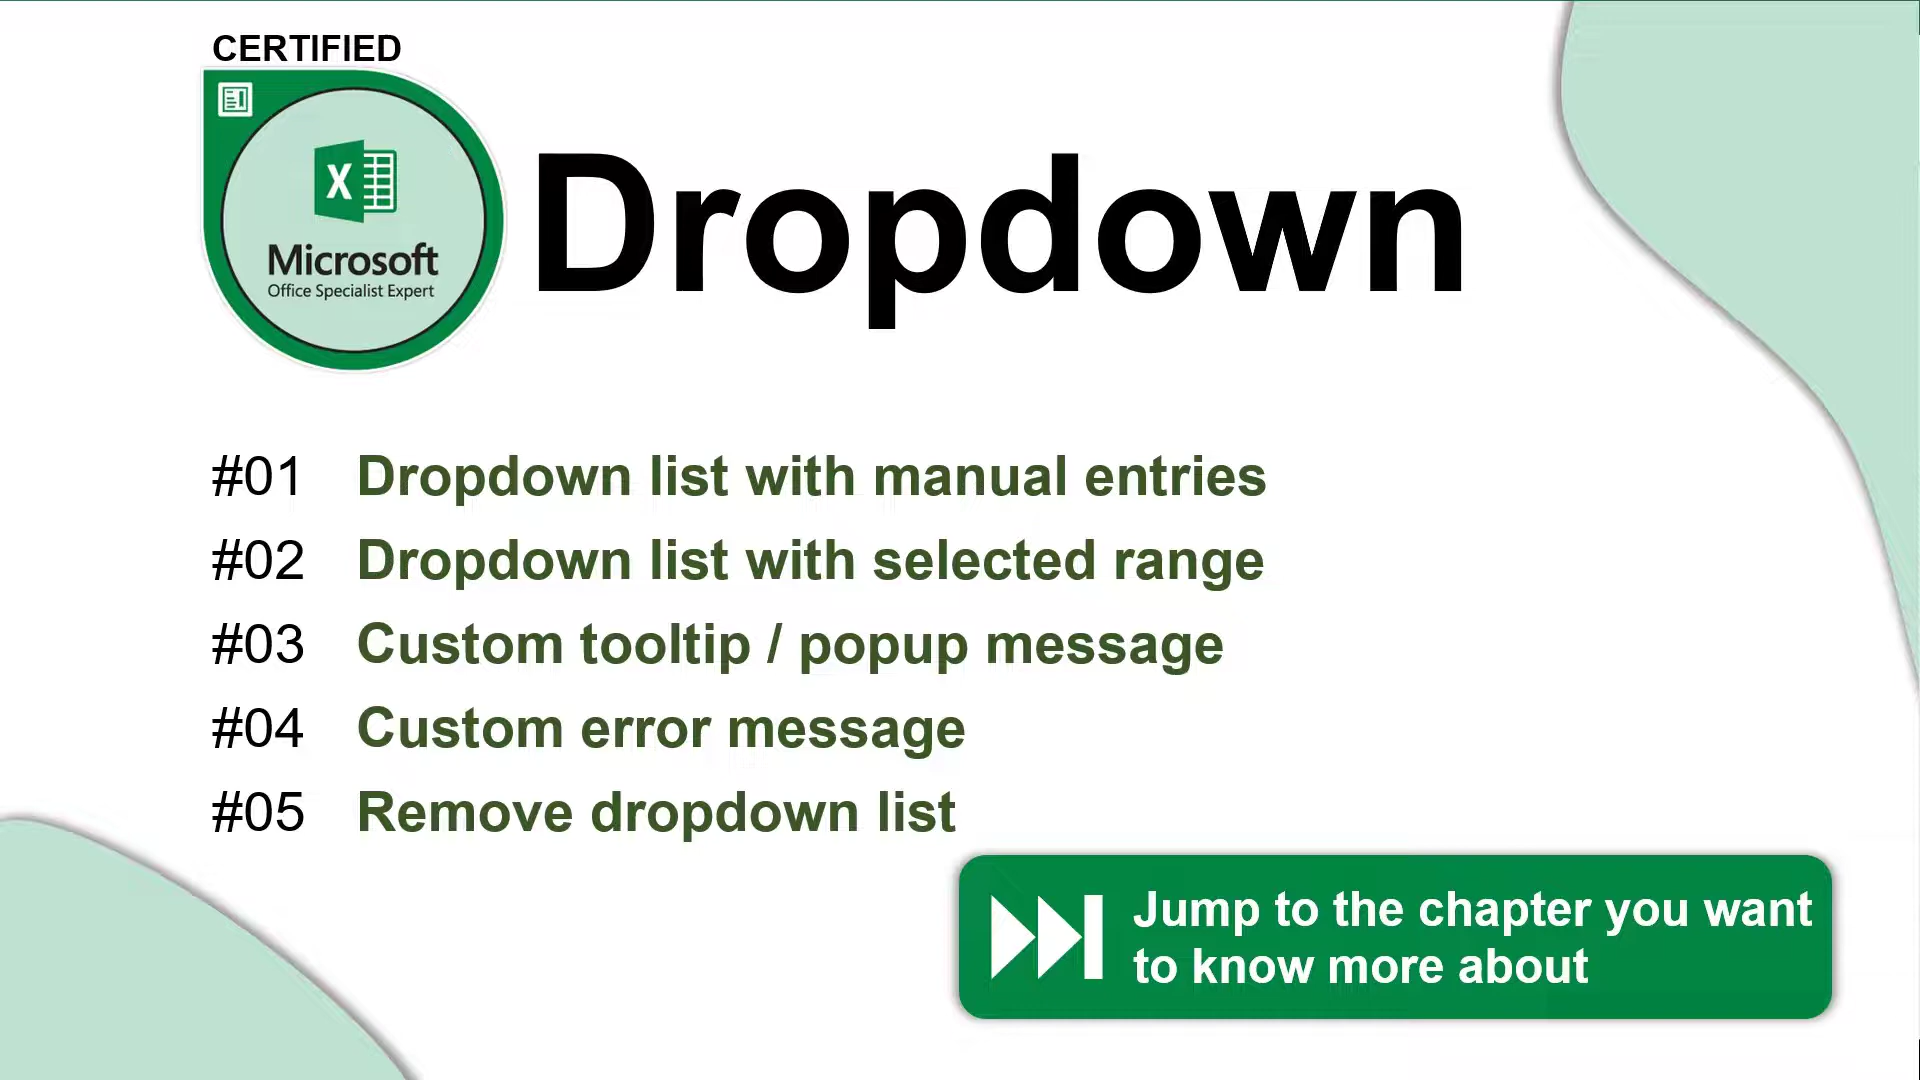 CERTIFIED
X
Microsoft
Office Specialist Expert
Dropdown
#01 Dropdown list with manual entries
#02 Dropdown list with selected range
#03 Custom tooltip / popup message
#04 Custom error message
#05 Remove dropdown list
Jump to the chapter you want
to know more about